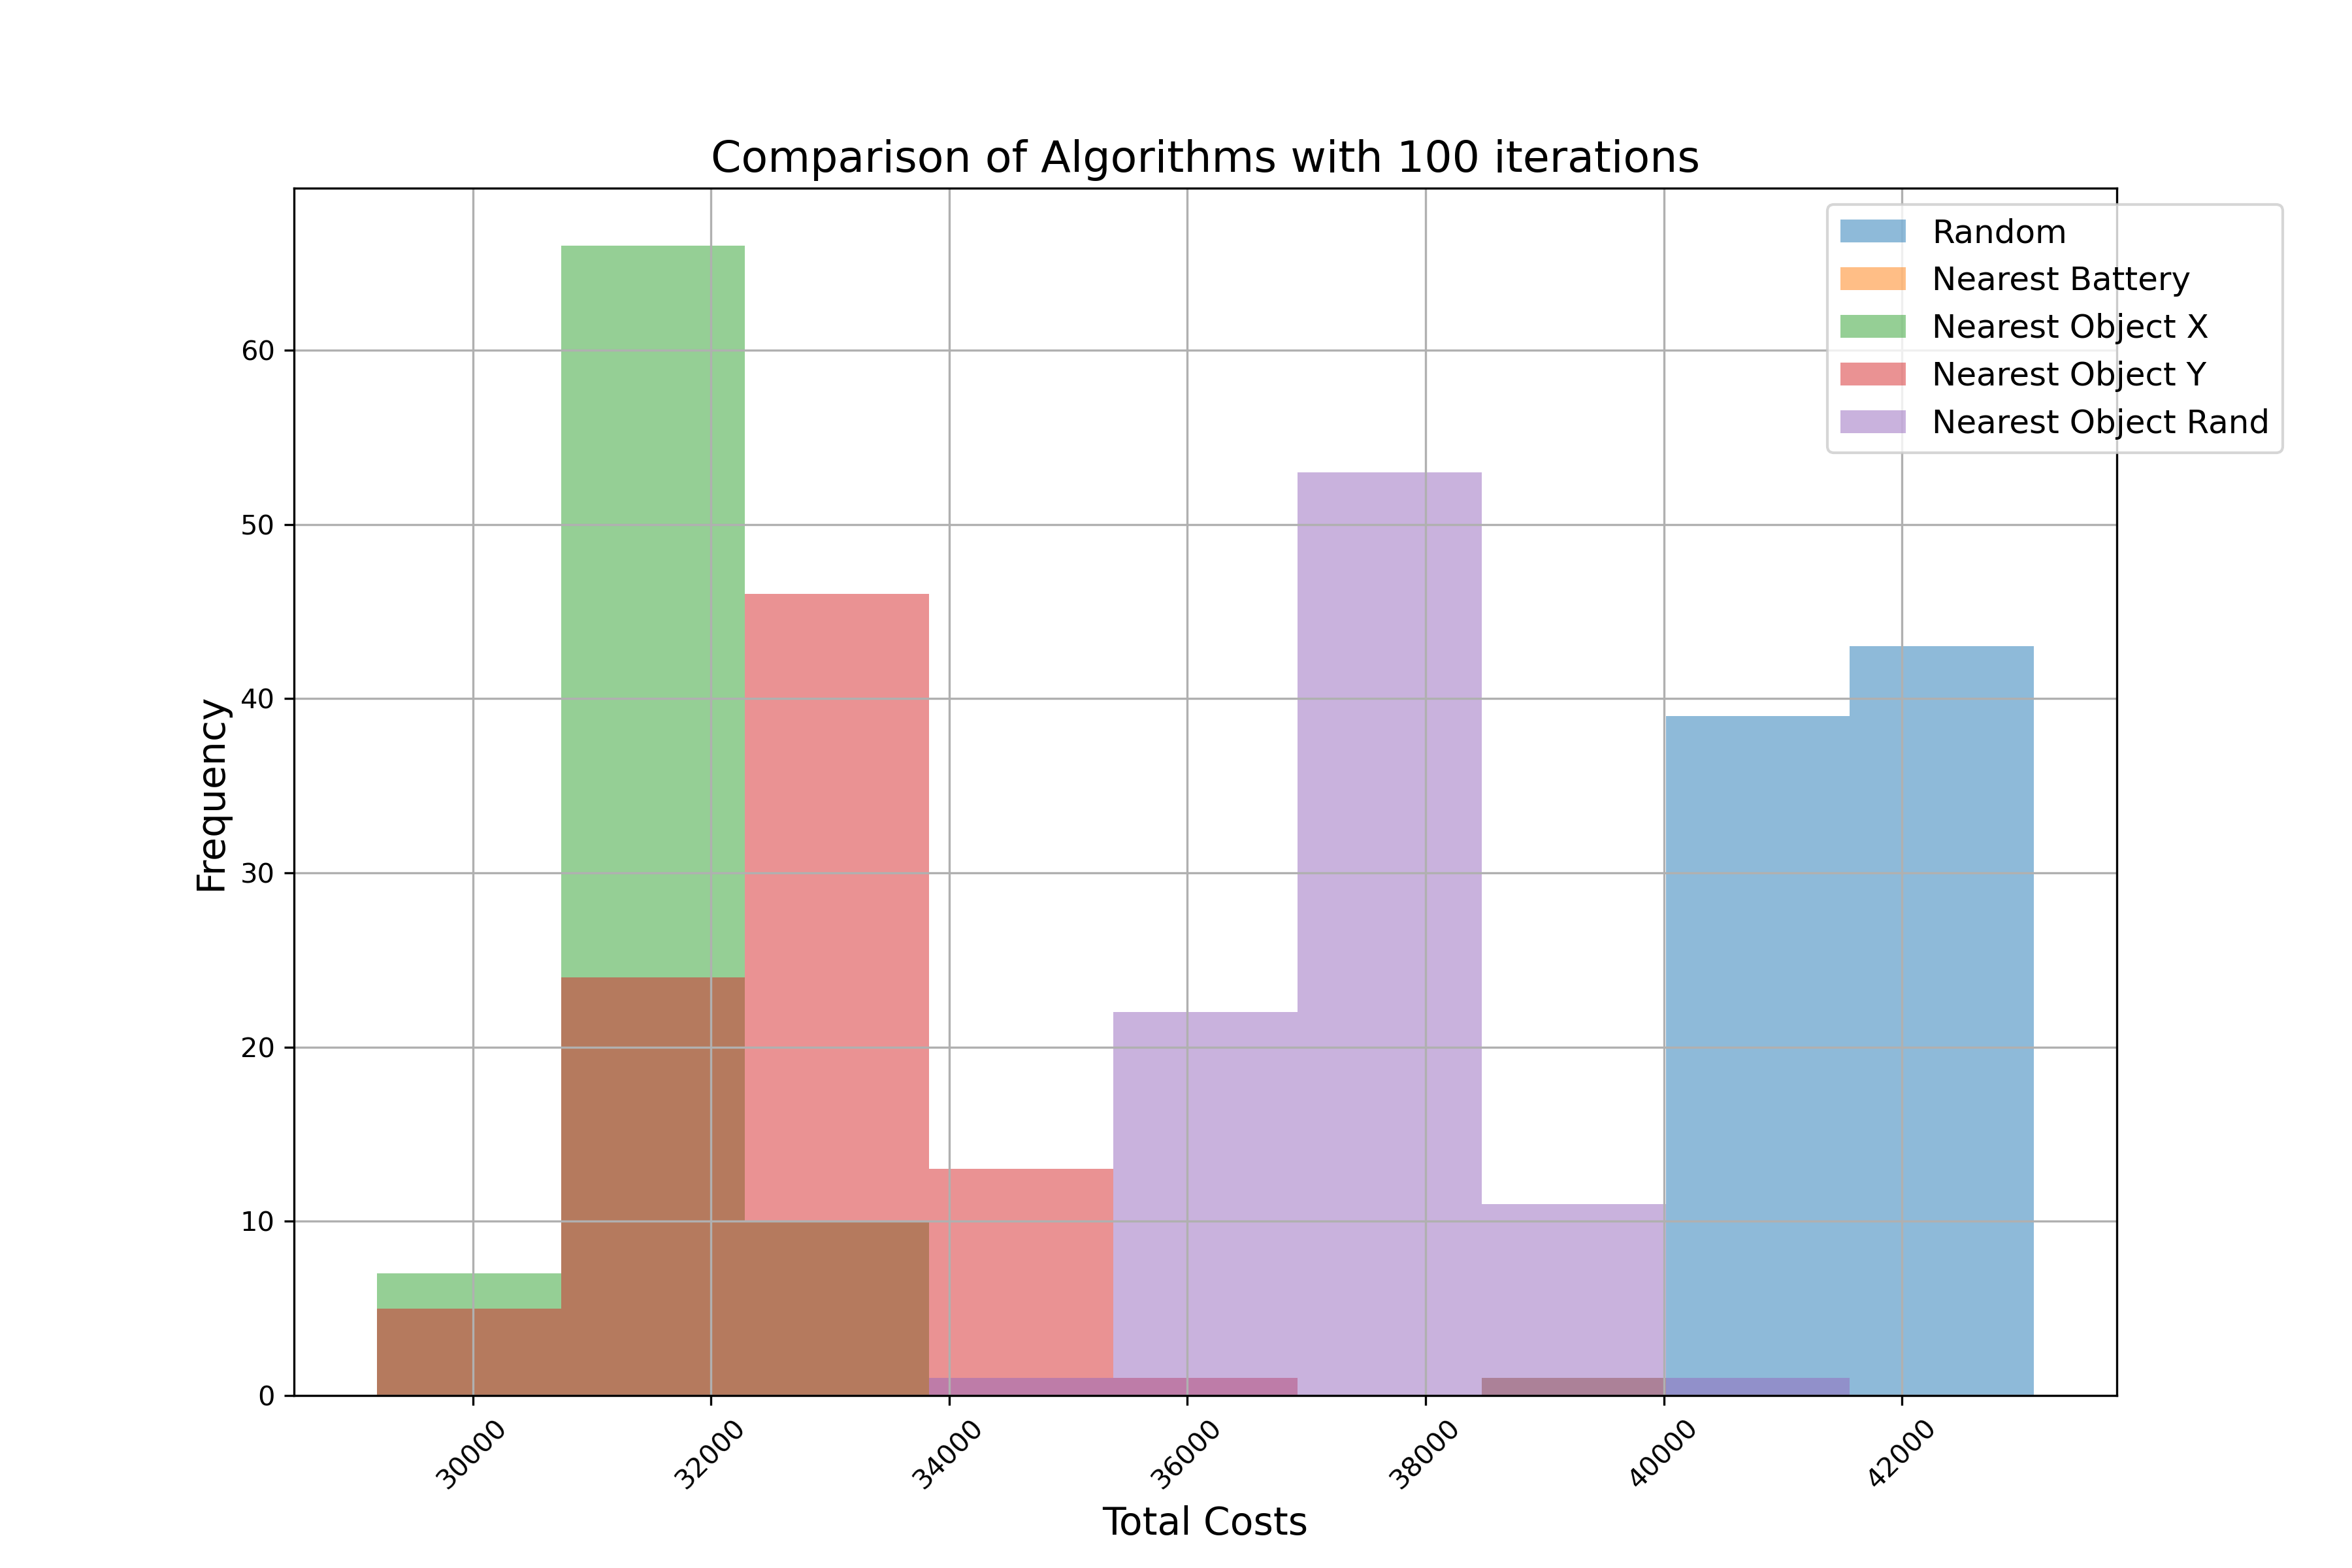 Comparison of Algorithms with 100 iterations
Random
Nearest Battery
Nearest Object X
Nearest Object Y
Nearest Object Rand
Frequency
60
50
40
30
20
10
0
30000
32000
34000
36000
38000
40000
42000
Total Costs